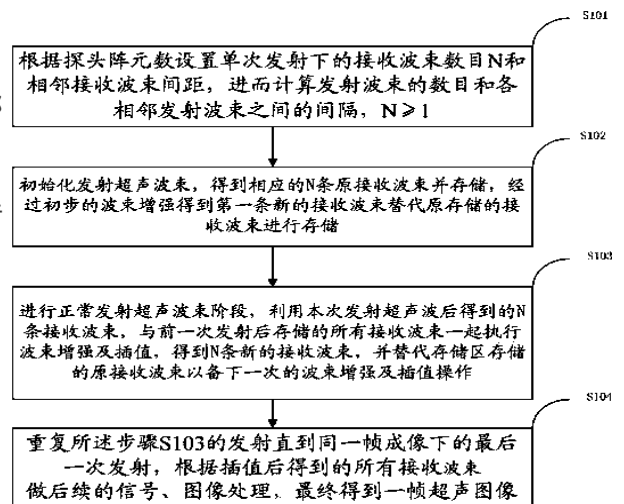 S101
根据探头阵元数设置单次发射下的接收波束数目N和
相邻接收波束间距，进而计算发射波束的数目和各
相邻发射波束之间的间隔，N≥1
S102
初始化发射超声波束，得到相应的N条原接收波束并存储，经
过初步的波束增强得到第一条新的接收波束替代原存储的接
收波束进行存储
S103
进行正常发射超声波束阶段，利用本次发射超声波后得到的N
条接收波束，与前一次发射后存储的所有接收波束一起执行
波束增强及插值，得到N条新的接收波束，并替代存储区存储
的原接收波束以备下一次的波束增强及插值操作
S104
重复所述步骤S103的发射直到同一帧成像下的最后
一次发射，根据插值后得到的所有接收波束
做后续的信号、图像处理，最终得到一帧超声图像